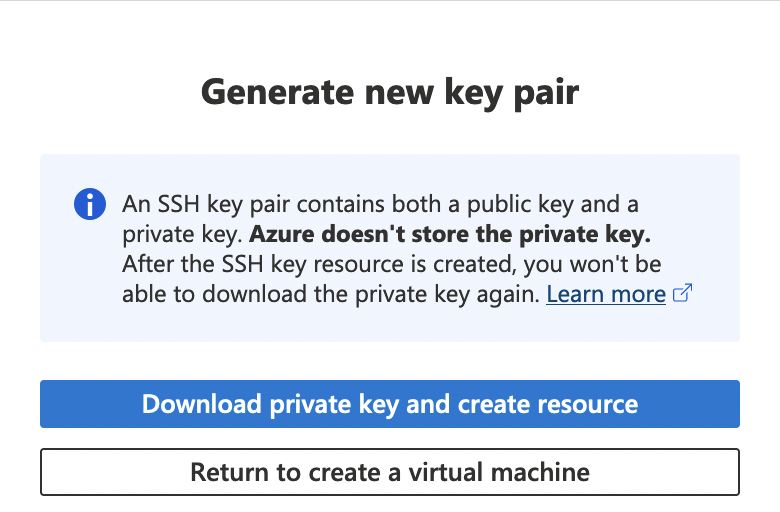 Generate new key pair
An SSH key pair contains both a public key and a
private key. Azure doesn't store the private key.
After the SSH key resource is created, you won't be
able to download the private key again. Learn more
Download private key and create resource
Return to create a virtual machine